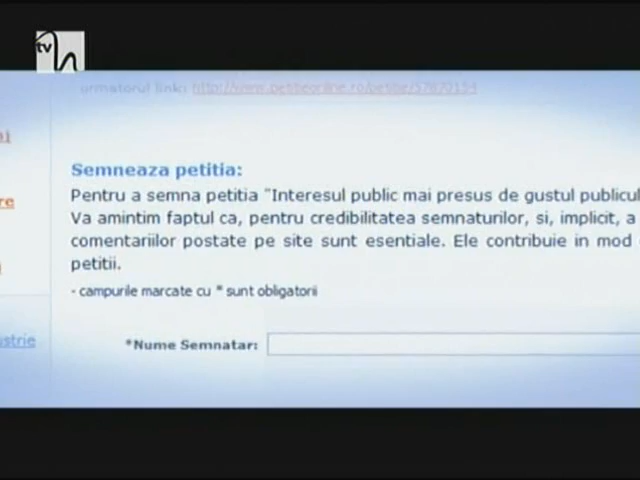 tv h
urmatorul link: http://www.petitieonline.ro/petitie/
Semneaza petitia:
Pentru a semna petitia "Interesul public mai presus de gustul publicul
Va amintim faptul ca, pentru credibilitatea semnaturilor, si, implicit, a
comentariilor postate pe site sunt esentiale. Ele contribuie in mod
petitii.
- campurile marcate cu * sunt obligatorii
ustrie
*Nume Semnatar: